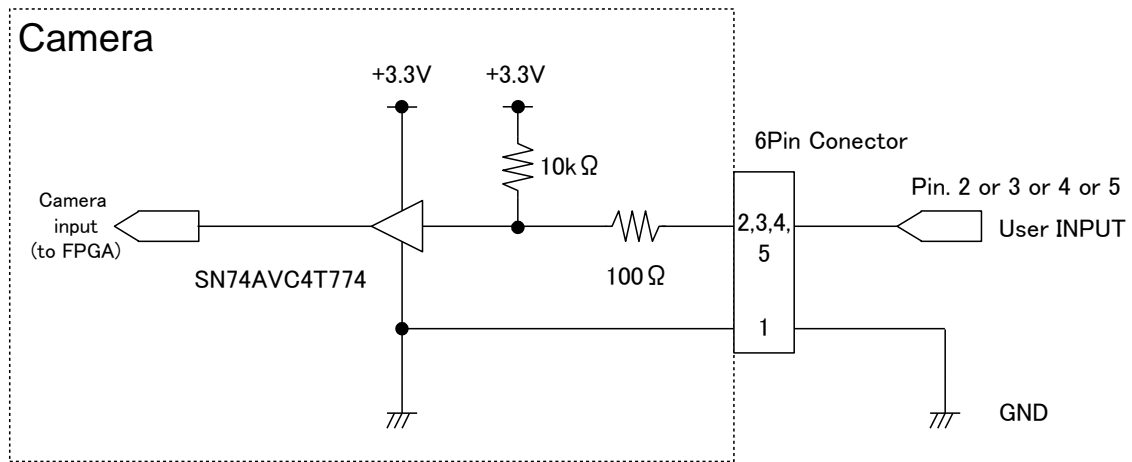 Camera
+3.3V
+3.3V
6Pin Conector
10kΩ
Pin. 2 or 3 or 4 or 5
Camera
input
(to FPGA)
2,3,4,
5
User INPUT
SN74AVC4T774
100Ω
1
GND